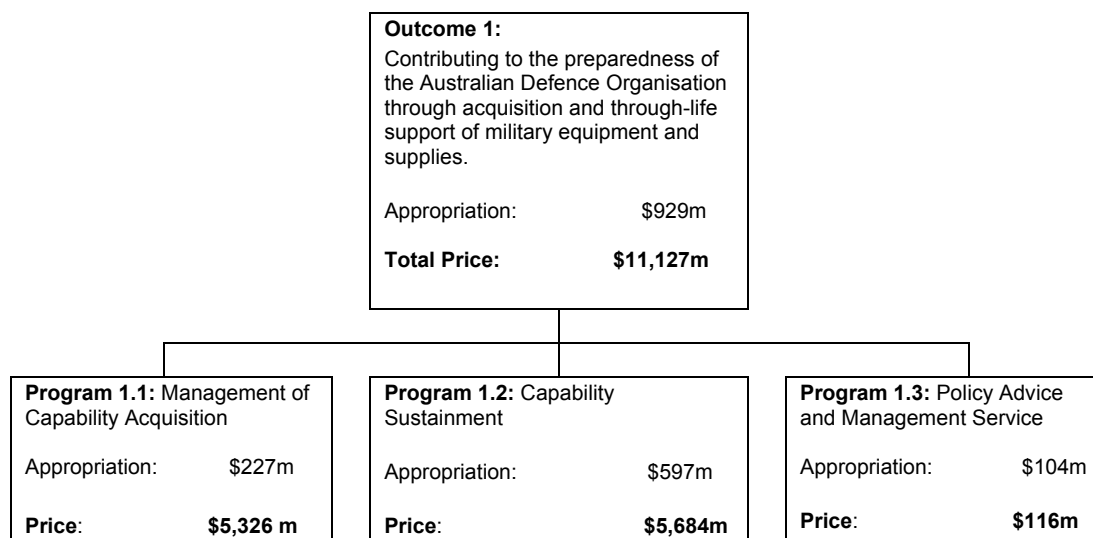 Outcome 1:
Contributing to the preparedness of
the Australian Defence Organisation
through acquisition and through-life
support of military equipment and
supplies.
Appropriation: $929m
Total Price: $11,127m
Program 1.1: Management of
Capability Acquisition
Appropriation: $227m
Price: $5,326 m
Program 1.2: Capability
Sustainment
Appropriation: $597m
Price: $5,684m
Program 1.3: Policy Advice
and Management Service
Appropriation: $104m
Price: $116m